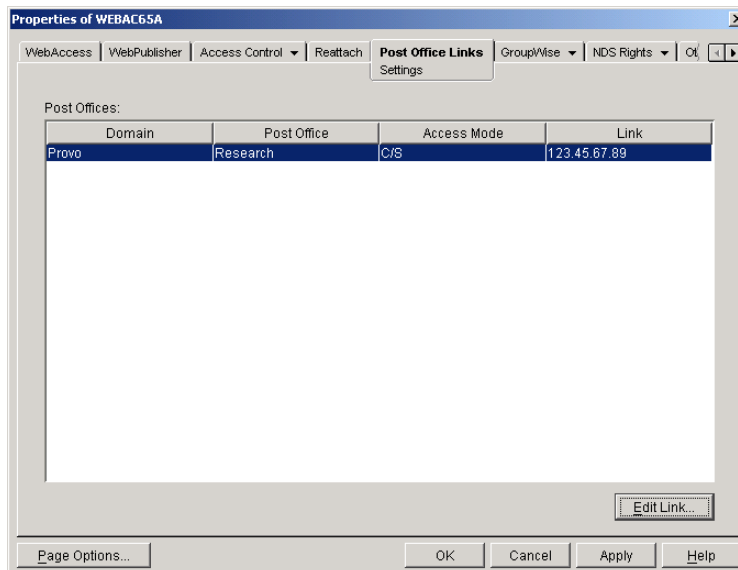 Properties of WEBAC65A
WebAccess WebPublisher Access Control Reattach Post Office Links GroupWise NDS Rights
Settings
Post Offices:
Domain Post Office Access Mode Link
Provo Research C/S 123.45.67.89
Edit Link...
Page Options... OK Cancel Apply Help